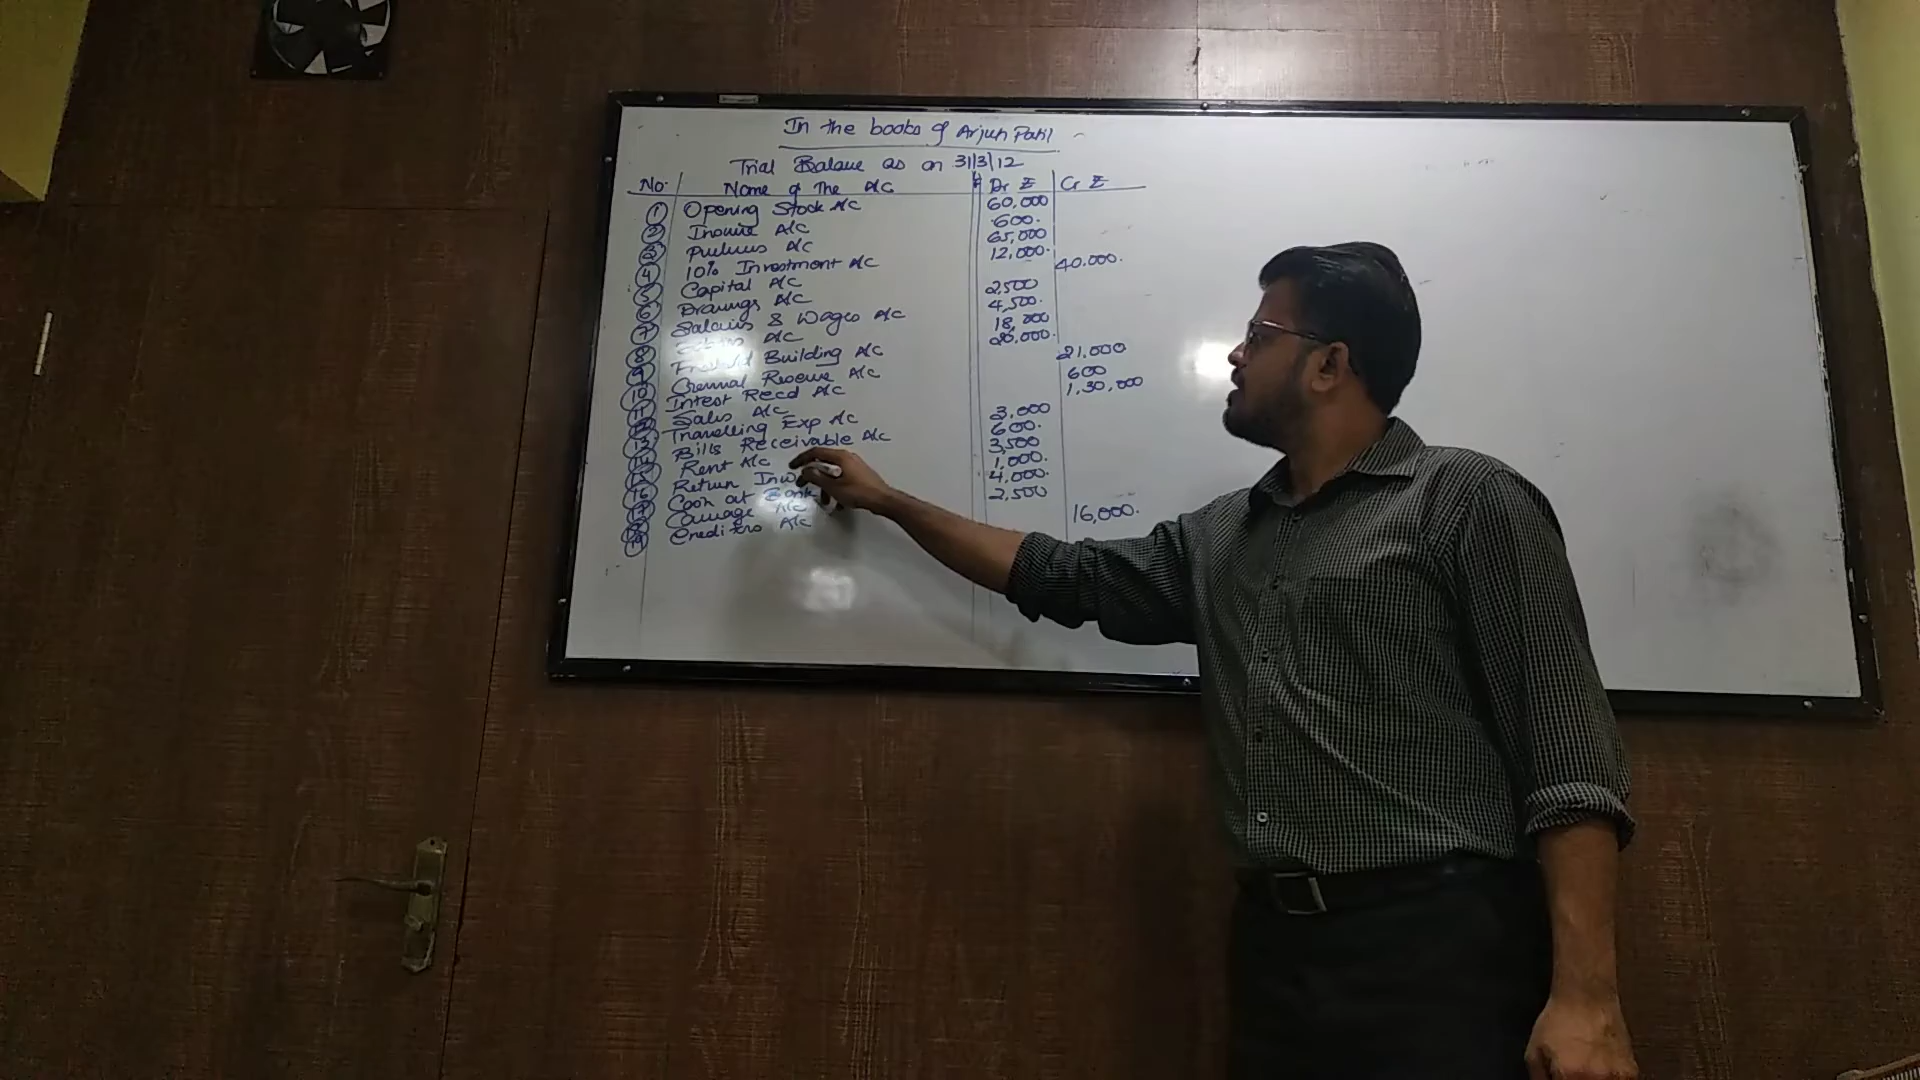 In the books of Arjun Patil
Trial Balance as on 31/3/12
No. Name of the A/c Dr ₹ Cr ₹
1 Opening Stock A/c 60,000
2 A/c 600.
3 A/c 65,000
4 10% Investment A/c 12,000.
5 Capital A/c 40,000.
6 Drawings A/c 2,500
7 Salaries & Wages A/c 4,500.
8 A/c 18,000
9 Building A/c 20,000.
10 General Reserve A/c 21,000
11 Interest Recd A/c 600
12 Sales A/c 1,30,000
13 Travelling Exp A/c 3,000
14 Bills Receivable A/c 600.
15 Rent A/c 3,500
16 Return Inw 1,000.
17 Cash at Bank 4,000.
18 Carriage A/c 2,500
19 Creditors A/c 16,000.